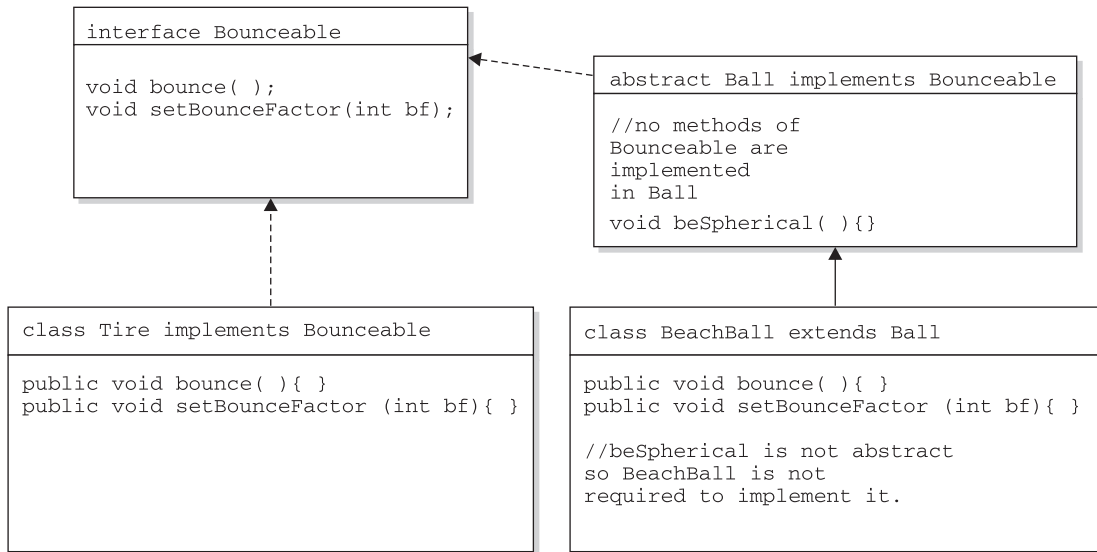 interface Bounceable
void bounce( );
void setBounceFactor(int bf);
abstract Ball implements Bounceable
//no methods of
Bounceable are
implemented
in Ball
void beSpherical( ){}
class Tire implements Bounceable
public void bounce( ){ }
public void setBounceFactor (int bf){ }
class BeachBall extends Ball
public void bounce( ){ }
public void setBounceFactor (int bf){ }
//beSpherical is not abstract
so BeachBall is not
required to implement it.